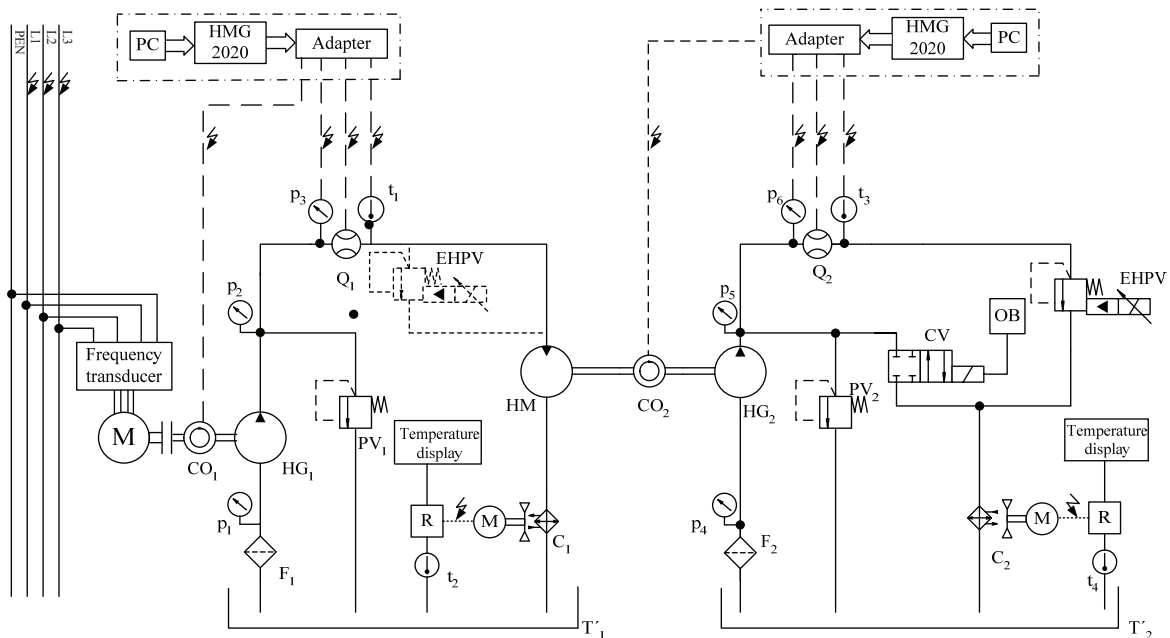 PEN
L1
L2
L3
PC
HMG
2020
Adapter
Adapter
HMG
2020
PC
p3
t1
p6
t3
Q1
EHPV
Q2
EHPV
p2
p5
OB
CV
Frequency
transducer
HM
CO2
HG2
PV2
M
CO1
HG1
PV1
Temperature
display
Temperature
display
p1
R
M
C1
p4
M
R
F1
t2
F2
C2
t4
T´1
T´2